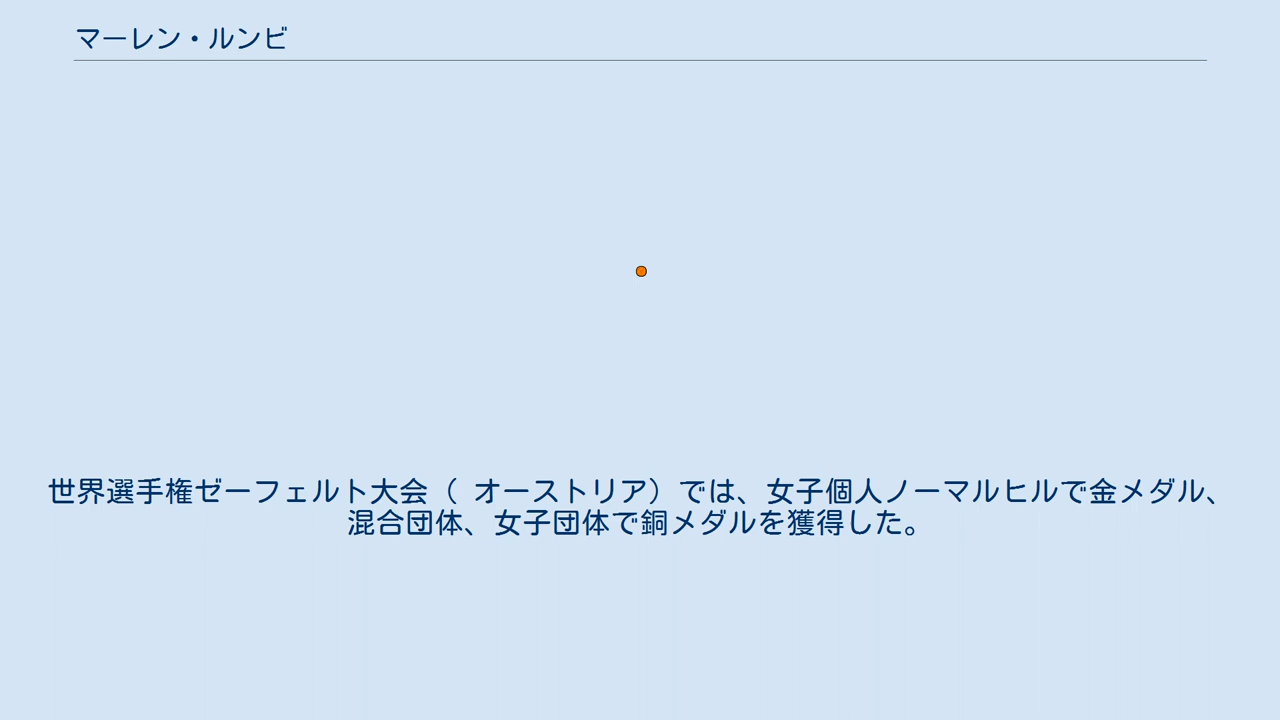 マーレン・ルンビ
世界選手権ゼーフェルト大会（ オーストリア）では、女子個人ノーマルヒルで金メダル、
混合団体、女子団体で銅メダルを獲得した。